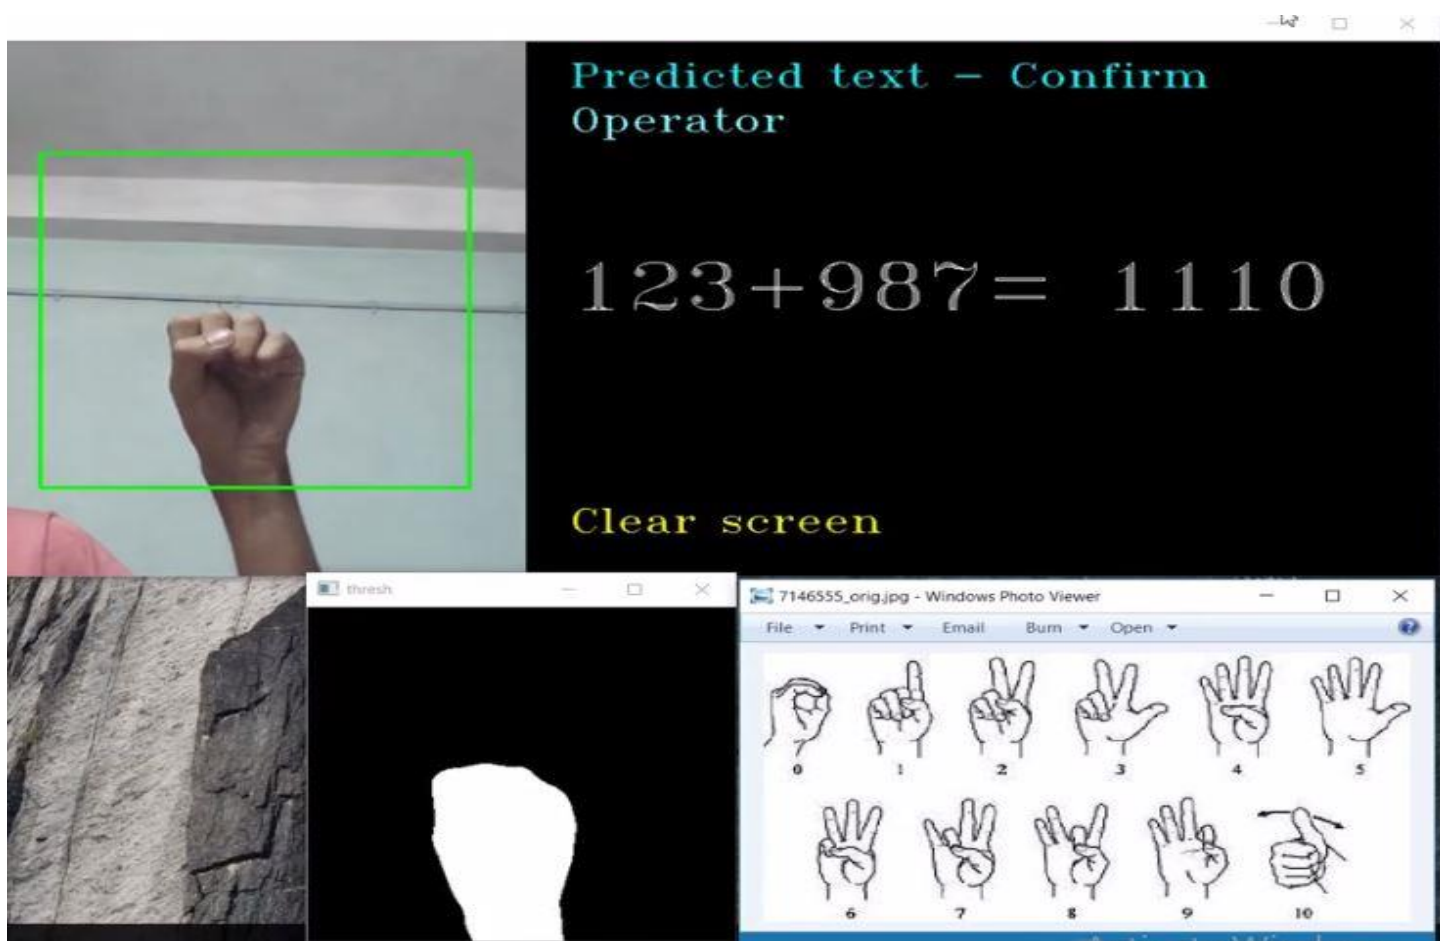 Predicted text - Confirm
Operator
123+987= 1110
Clear screen
thresh
7146555_orig.jpg - Windows Photo Viewer
File Print Email Burn Open
0 1 2 3 4 5
6 7 8 9 10